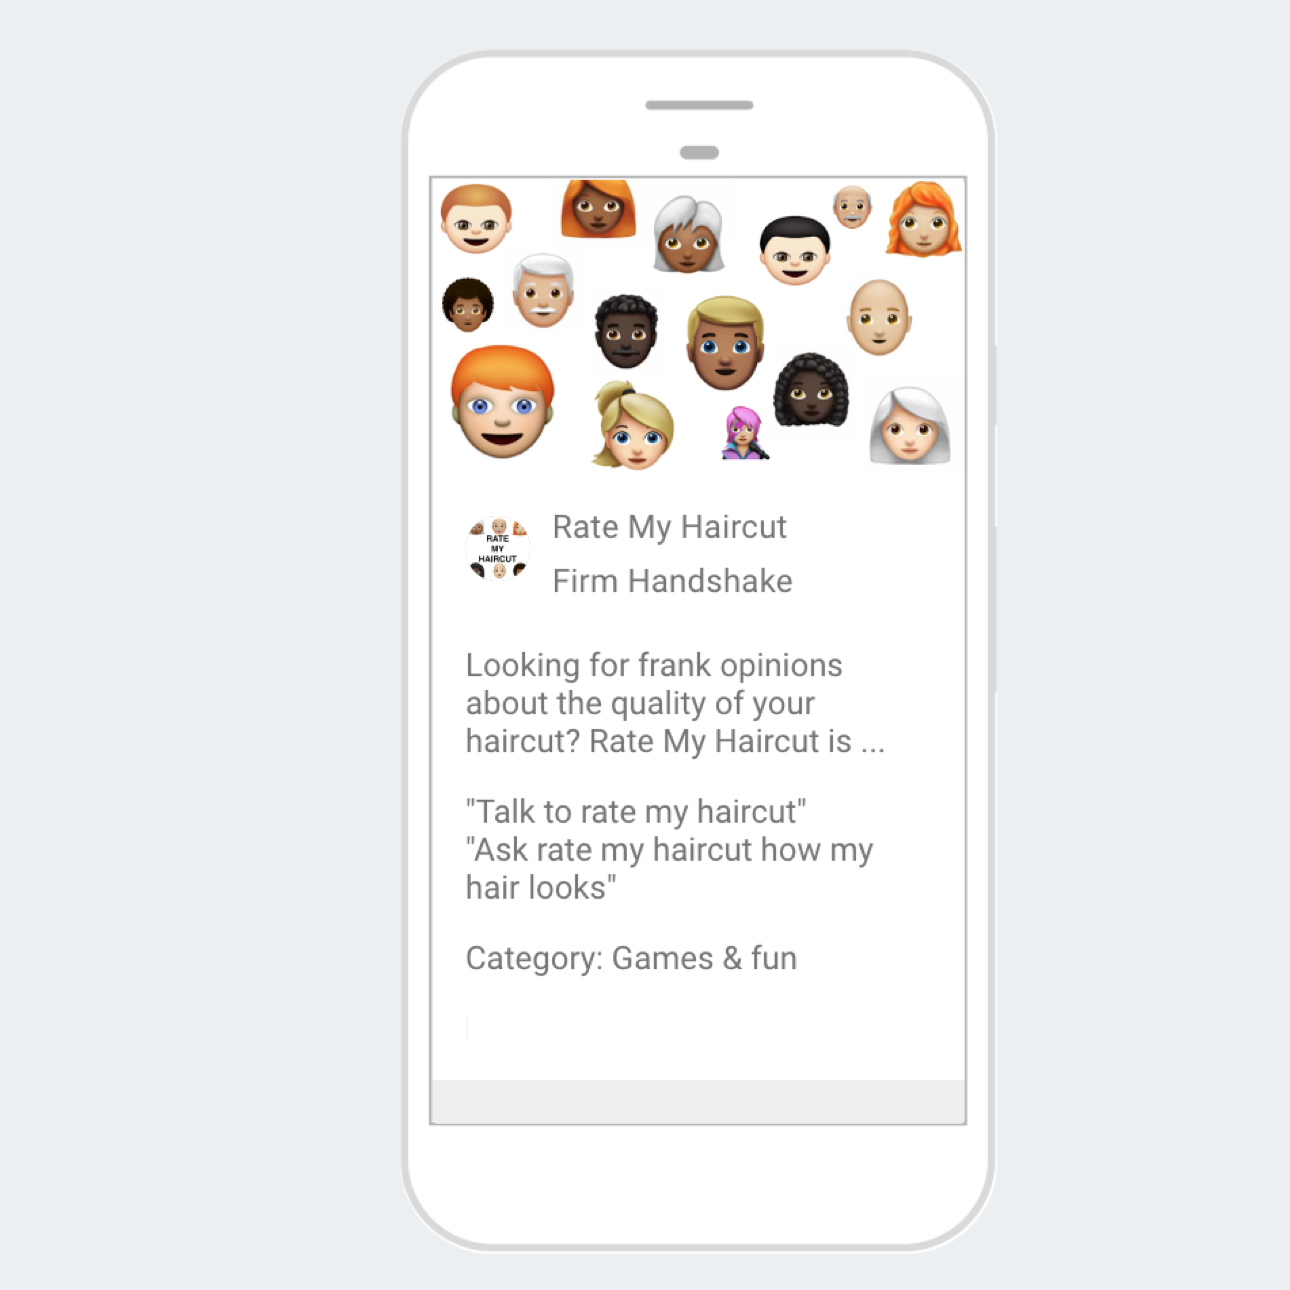 RATE
MY
HAIRCUT
Rate My Haircut
Firm Handshake
Looking for frank opinions
about the quality of your
haircut? Rate My Haircut is ...
"Talk to rate my haircut"
"Ask rate my haircut how my
hair looks"
Category: Games & fun